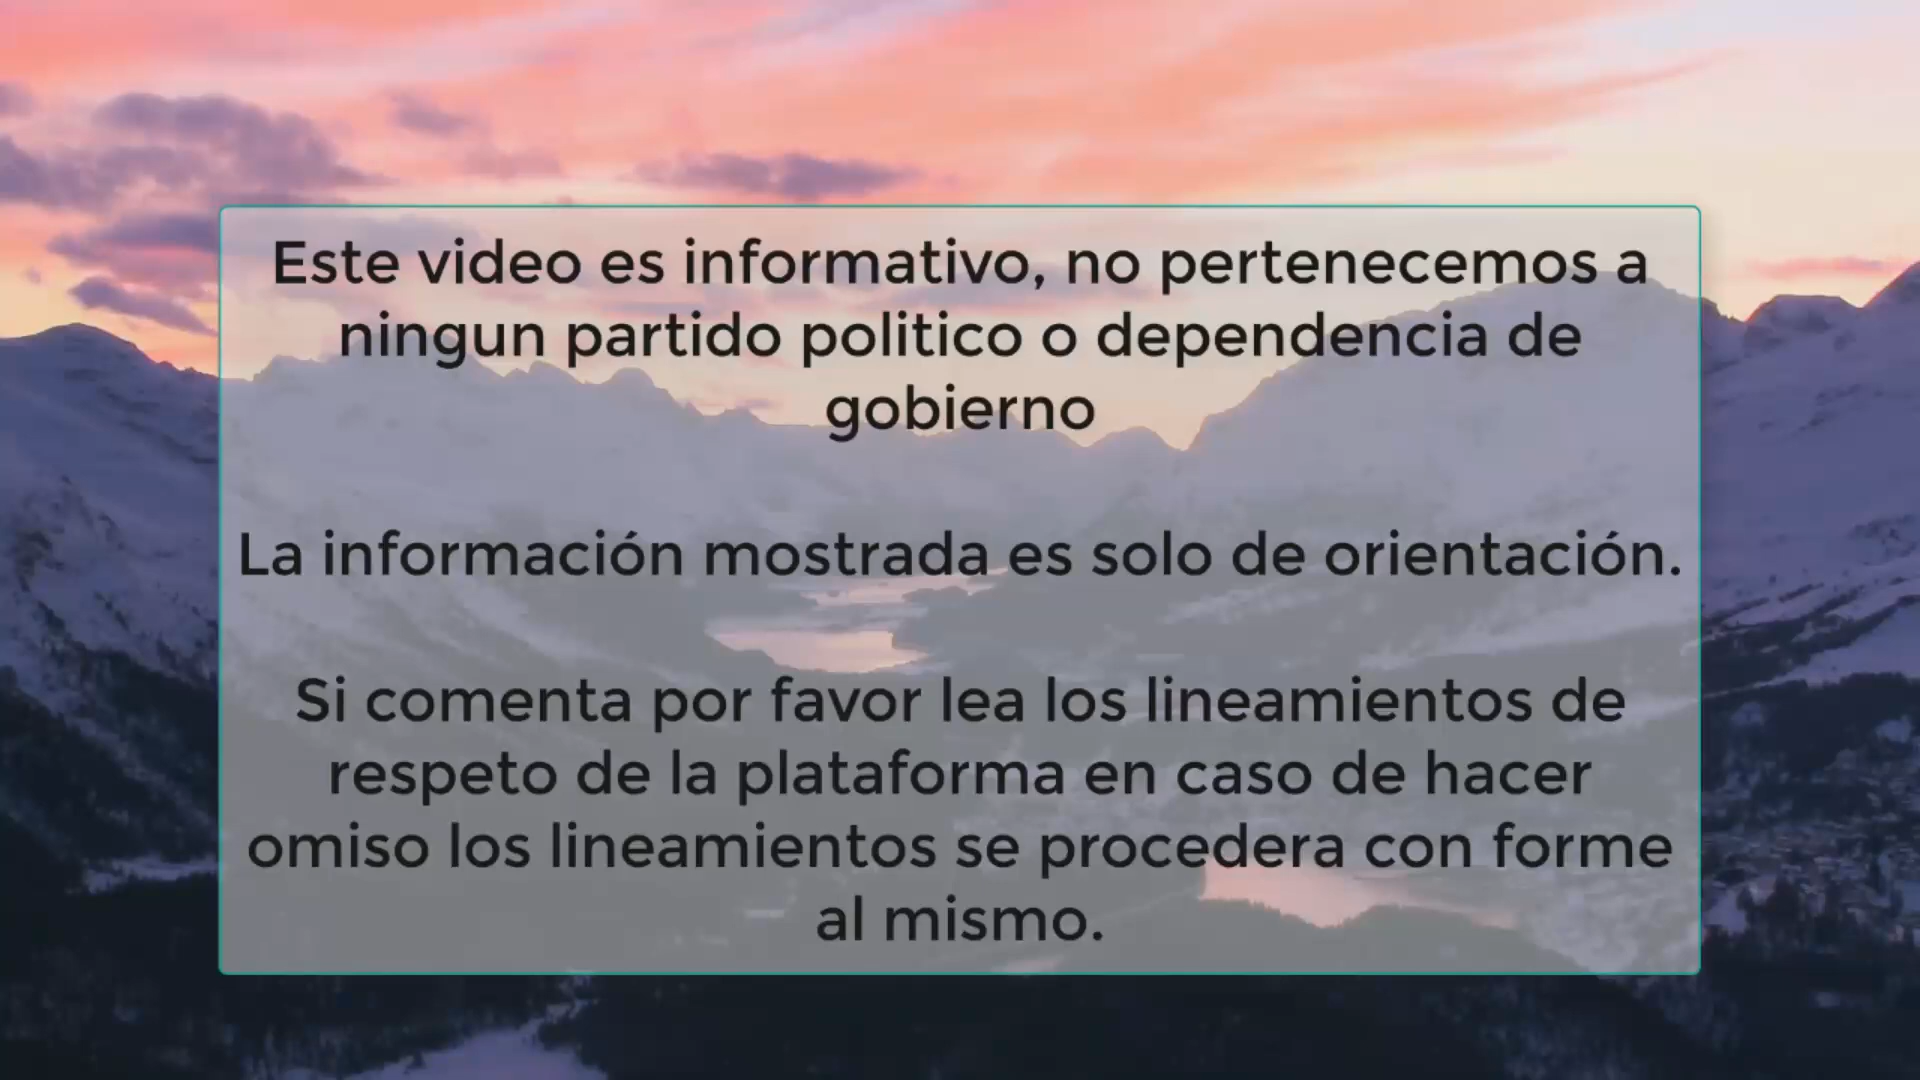 Este video es informativo, no pertenecemos a
ningun partido politico o dependencia de
gobierno
La información mostrada es solo de orientación.
Si comenta por favor lea los lineamientos de
respeto de la plataforma en caso de hacer
omiso los lineamientos se procedera con forme
al mismo.